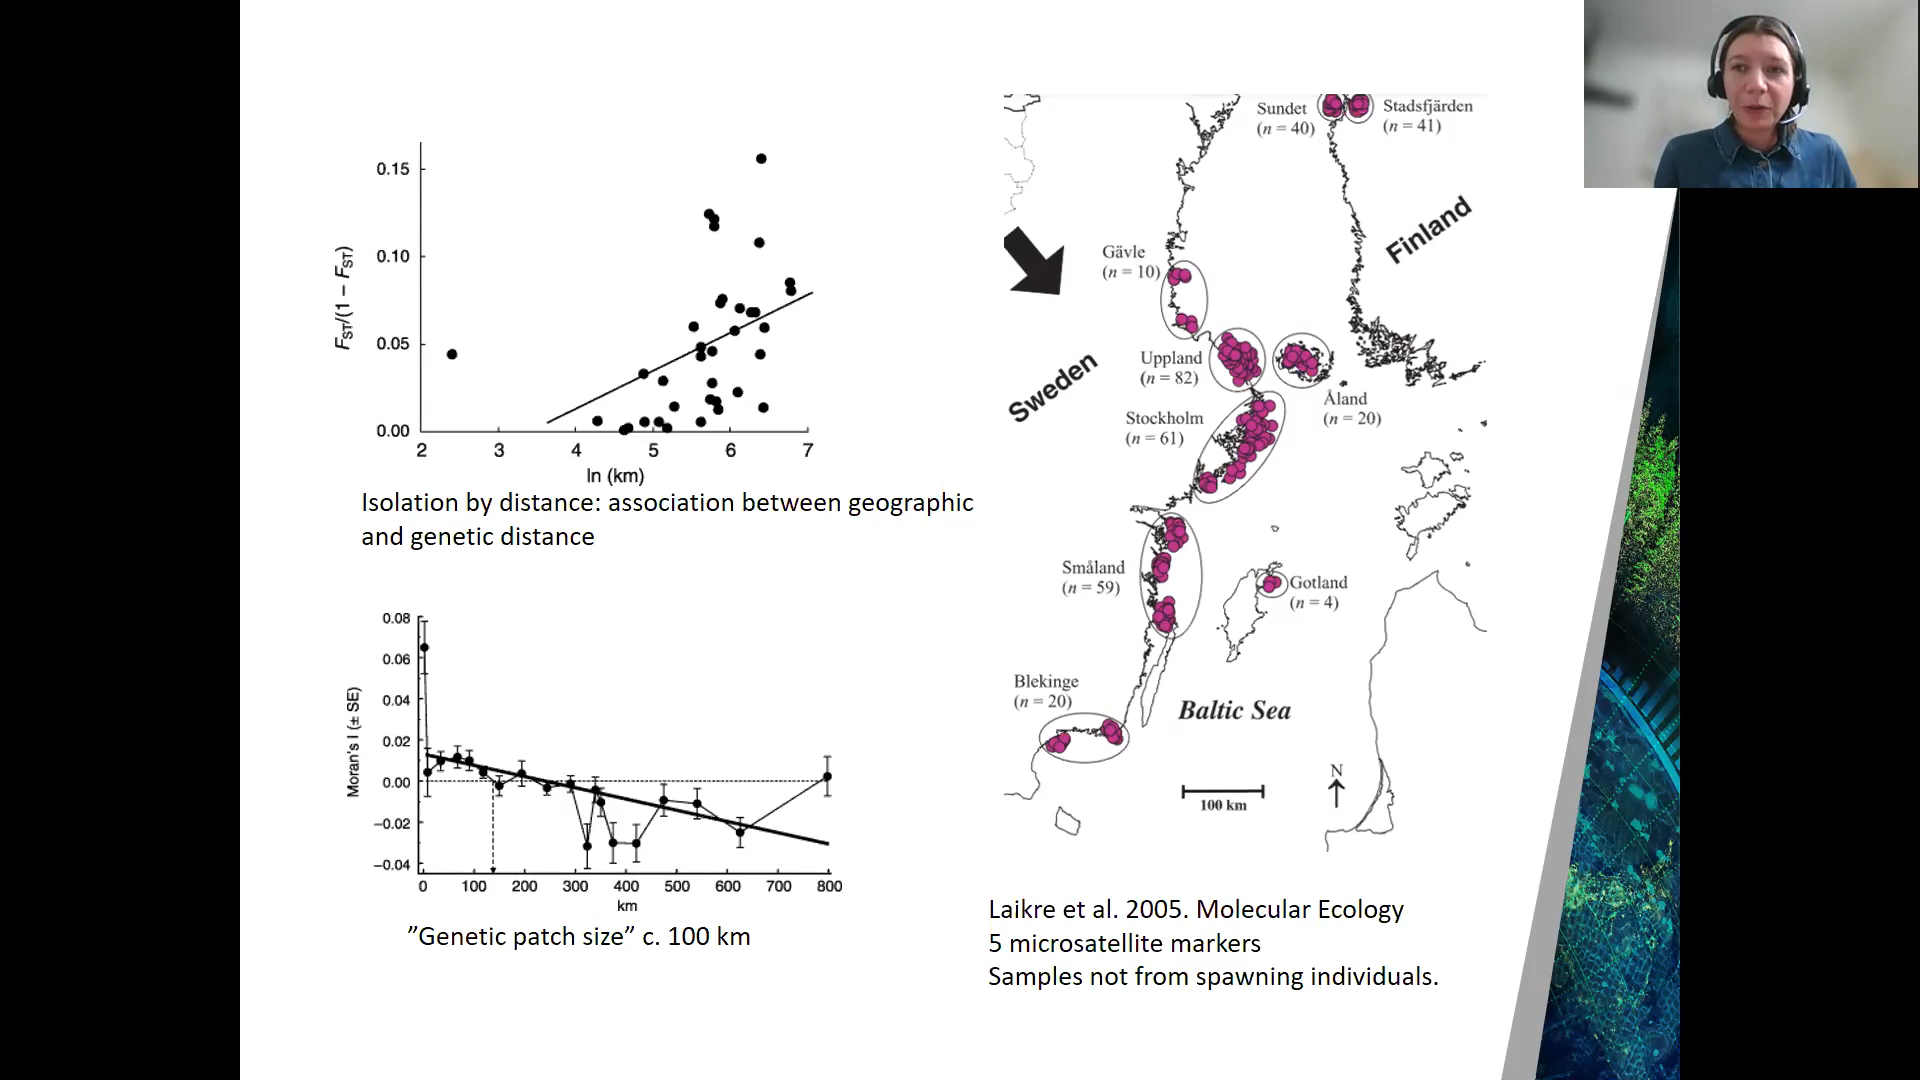 0.15
0.10
0.05
0.00
F_ST/(1 – F_ST)
2 3 4 5 6 7
ln (km)
Isolation by distance: association between geographic
and genetic distance
0.08
0.06
0.04
0.02
0.00
–0.02
–0.04
Moran's I (± SE)
0 100 200 300 400 500 600 700 800
km
”Genetic patch size” c. 100 km
Sundet
(n = 40)
Stadsfjärden
(n = 41)
Finland
Gävle
(n = 10)
Sweden
Uppland
(n = 82)
Åland
(n = 20)
Stockholm
(n = 61)
Småland
(n = 59)
Gotland
(n = 4)
Blekinge
(n = 20)
Baltic Sea
N
100 km
Laikre et al. 2005. Molecular Ecology
5 microsatellite markers
Samples not from spawning individuals.